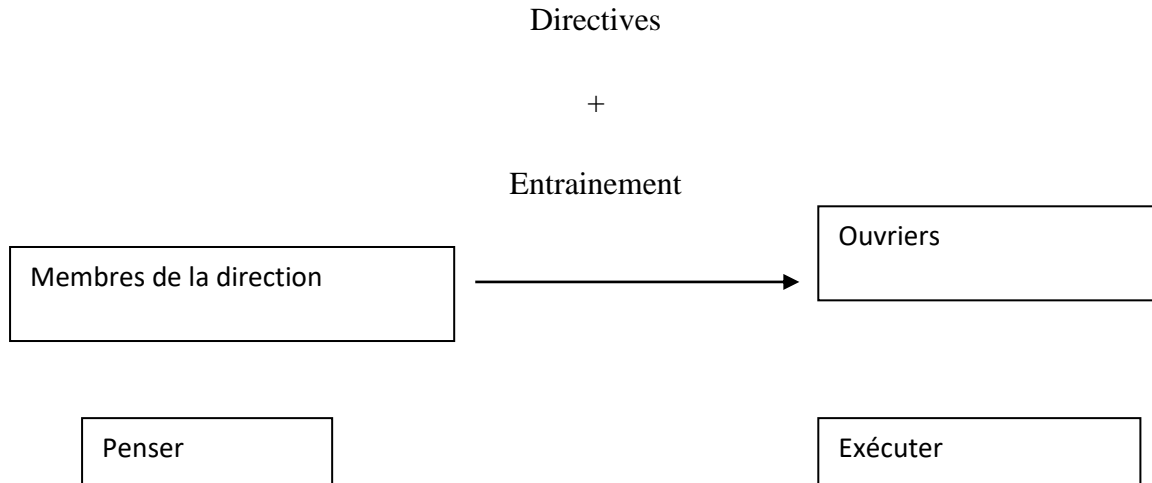 Directives
+
Entrainement
Ouvriers
Membres de la direction
Penser
Exécuter